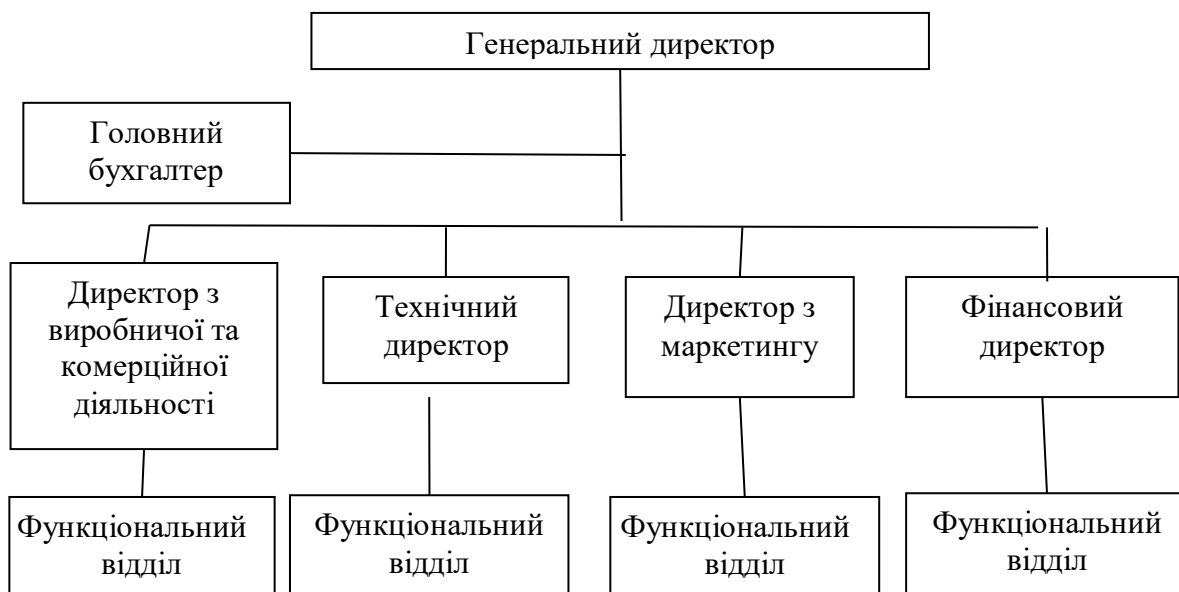 Генеральний директор
Головний
бухгалтер
Директор з
виробничої та
комерційної
діяльності
Технічний
директор
Директор з
маркетингу
Фінансовий
директор
Функціональний
відділ
Функціональний
відділ
Функціональний
відділ
Функціональний
відділ